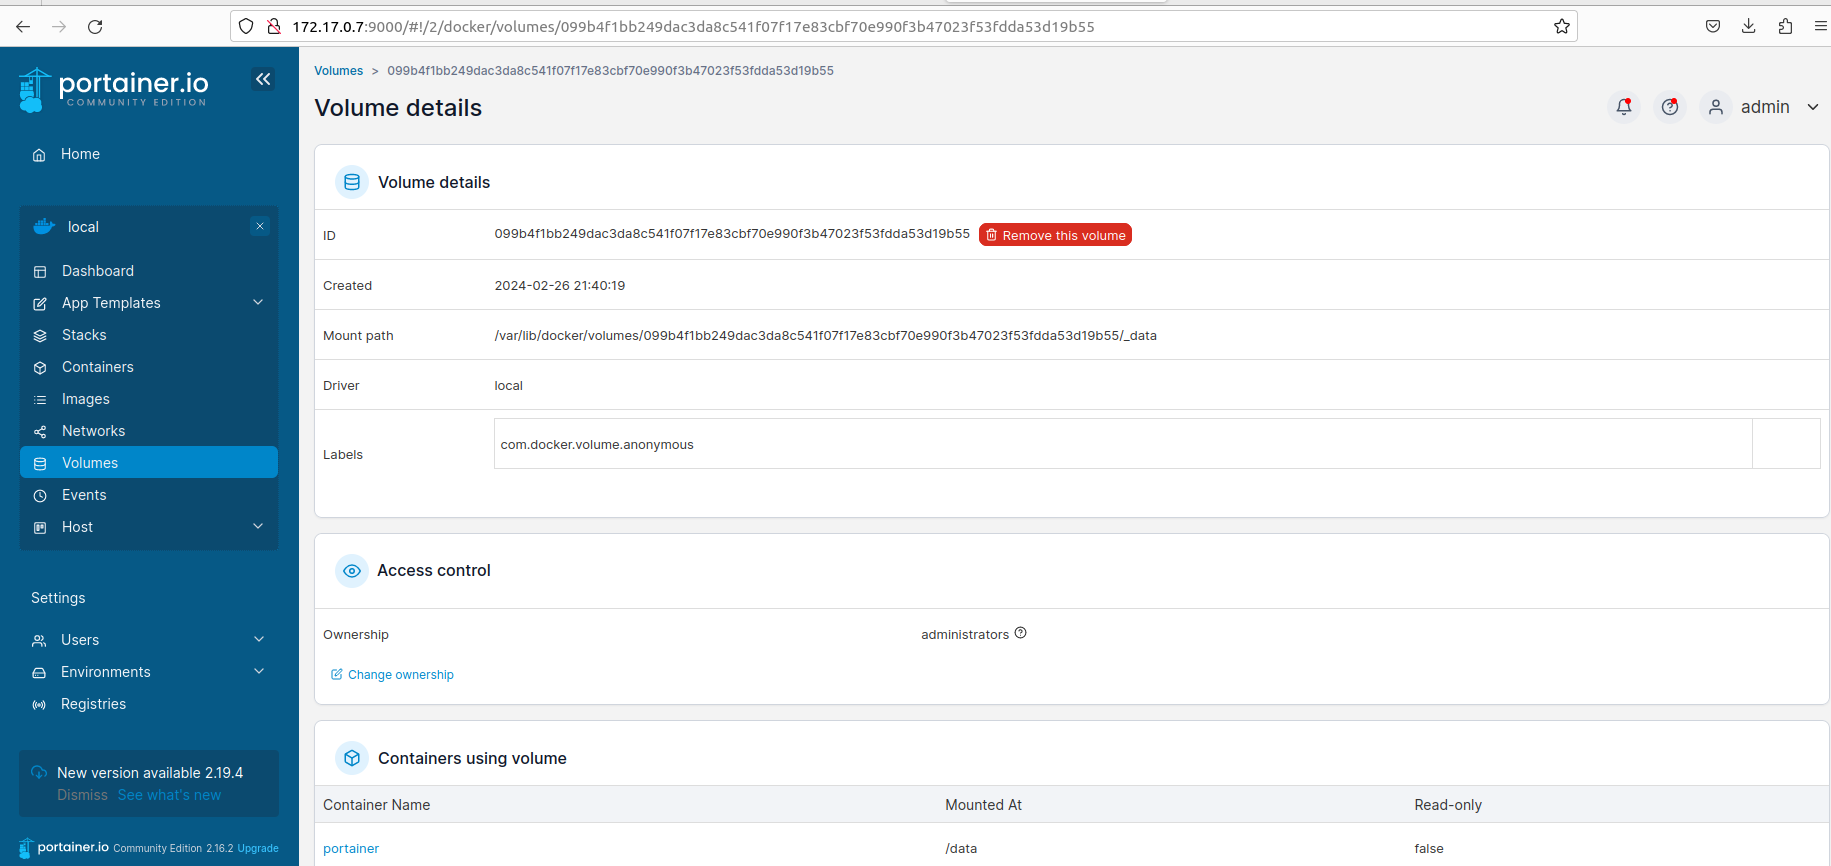 172.17.0.7:9000/#!/2/docker/volumes/099b4f1bb249dac3da8c541f07f17e83cbf70e990f3b47023f53fdda53d19b55
portainer.io
COMMUNITY EDITION
Home
local
Dashboard
App Templates
Stacks
Containers
Images
Networks
Volumes
Events
Host
Settings
Users
Environments
Registries
New version available 2.19.4
Dismiss See what's new
portainer.io Community Edition 2.16.2 Upgrade
Volumes > 099b4f1bb249dac3da8c541f07f17e83cbf70e990f3b47023f53fdda53d19b55
Volume details
admin
Volume details
ID 099b4f1bb249dac3da8c541f07f17e83cbf70e990f3b47023f53fdda53d19b55 Remove this volume
Created 2024-02-26 21:40:19
Mount path /var/lib/docker/volumes/099b4f1bb249dac3da8c541f07f17e83cbf70e990f3b47023f53fdda53d19b55/_data
Driver local
Labels com.docker.volume.anonymous
Access control
Ownership administrators
Change ownership
Containers using volume
Container Name Mounted At Read-only
portainer /data false